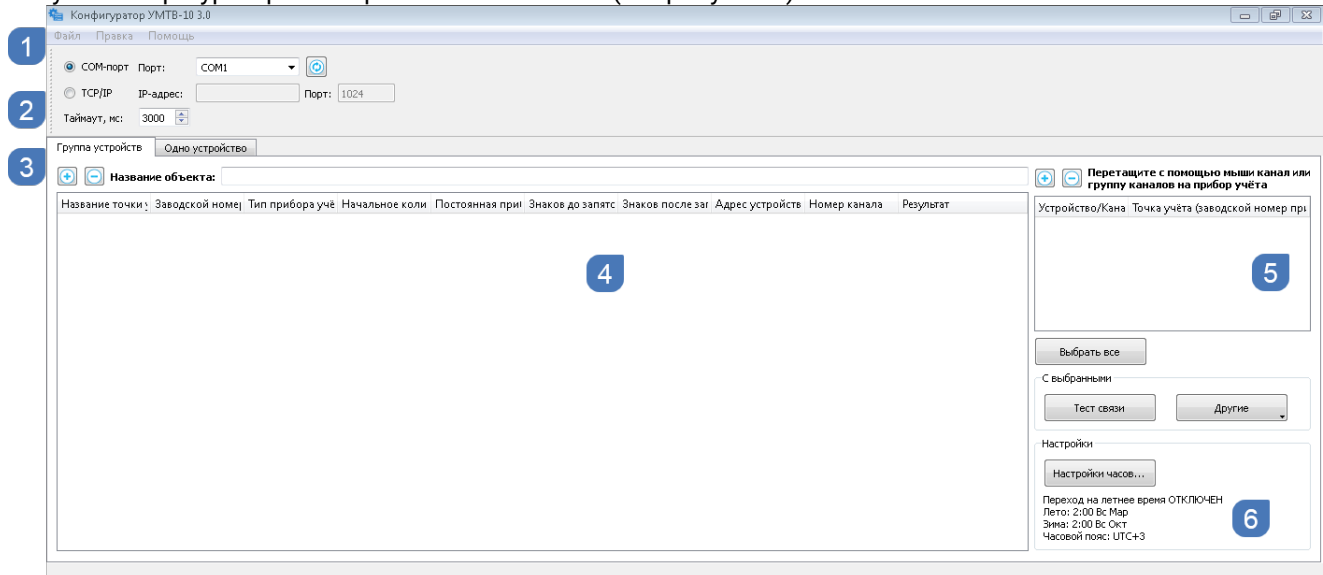 Конфигуратор УМТВ-10 3.0
Файл Правка Помощь
1
COM-порт Порт: COM1
TCP/IP IP-адрес: Порт: 1024
2
Таймаут, мс: 3000
Группа устройств Одно устройство
3
Название объекта:
Перетащите с помощью мыши канал или
группу каналов на прибор учёта
Название точки у Заводской номер Тип прибора учё Начальное коли Постоянная при Знаков до запятс Знаков после заг Адрес устройств Номер канала Результат
Устройство/Кана Точка учёта (заводской номер при
4
5
Выбрать все
С выбранными
Тест связи Другие
Настройки
Настройки часов...
Переход на летнее время ОТКЛЮЧЕН
Лето: 2:00 Вс Мар
Зима: 2:00 Вс Окт
Часовой пояс: UTC+3
6